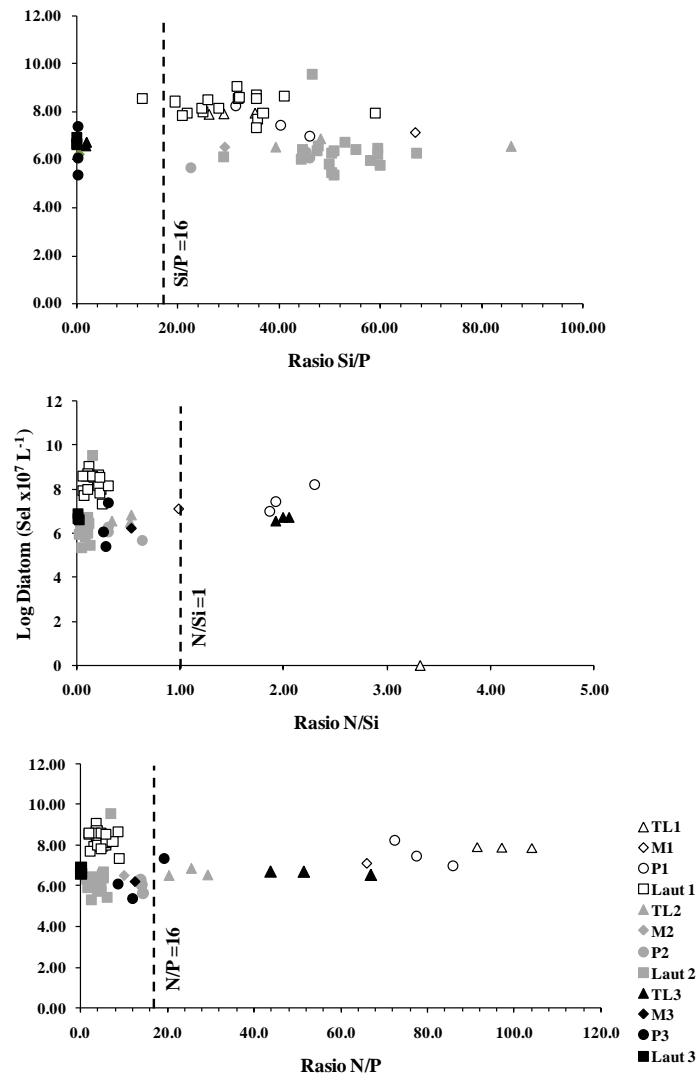 12.00
10.00
8.00
6.00
4.00
2.00
0.00
Si/P =16
0.00 20.00 40.00 60.00 80.00 100.00
Rasio Si/P
12
10
8
6
4
2
0
Log Diatom (Sel x10⁷ L⁻¹)
N/Si =1
0.00 1.00 2.00 3.00 4.00 5.00
Rasio N/Si
12.00
10.00
8.00
6.00
4.00
2.00
0.00
N/P =16
0.0 20.0 40.0 60.0 80.0 100.0 120.0
Rasio N/P
TL1
M1
P1
Laut 1
TL2
M2
P2
Laut 2
TL3
M3
P3
Laut 3